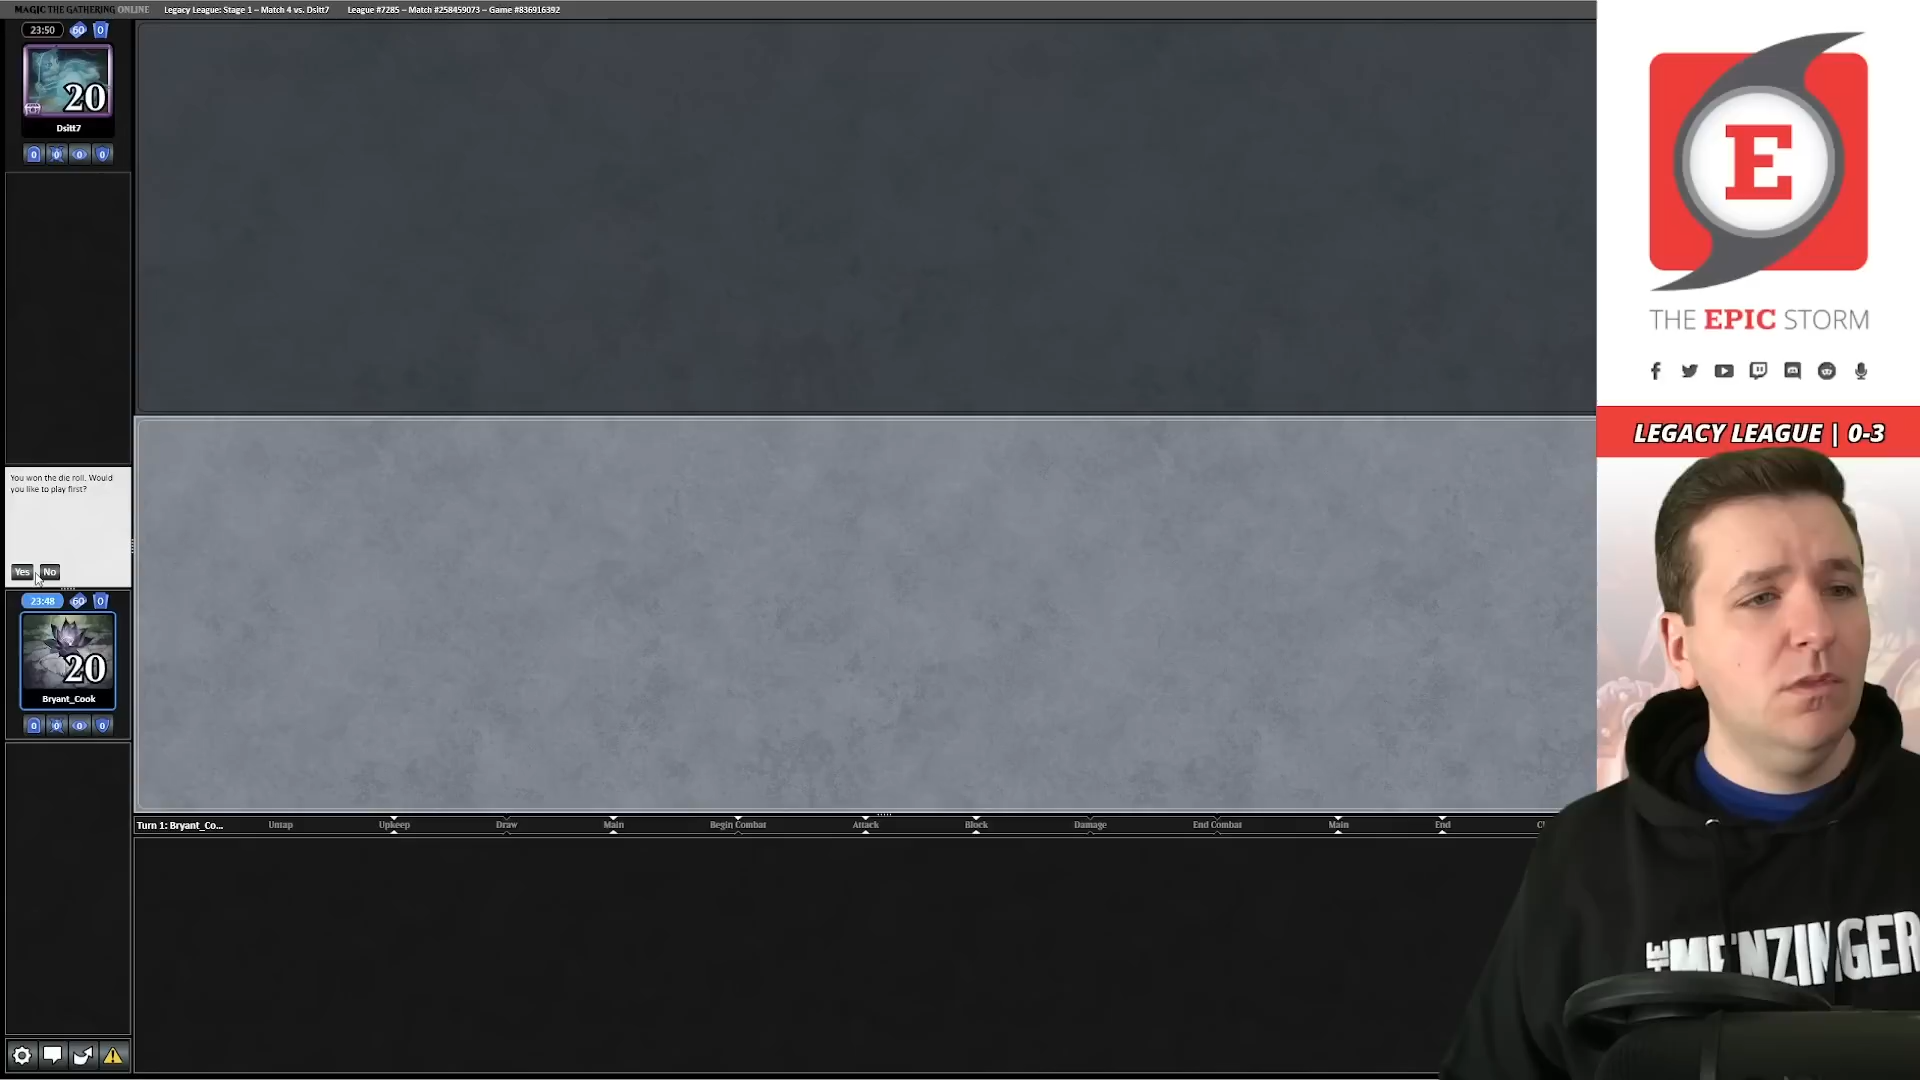 MAGIC THE GATHERING ONLINE
Legacy League: Stage 1 – Match 4 vs. Dsitt7
League #7285 – Match #258459073 – Game #836916392
23:50
60
0
20
Dsitt7
0 0 0 0
THE EPIC STORM
E
LEGACY LEAGUE | 0-3
You won the die roll. Would
you like to play first?
Yes No
23:48
60
0
20
Bryant_Cook
0 0 0 0
Turn 1: Bryant_Co...
Untap
Upkeep
Draw
Main
Begin Combat
Attack
Block
Damage
End Combat
Main
End
THE MENZINGER